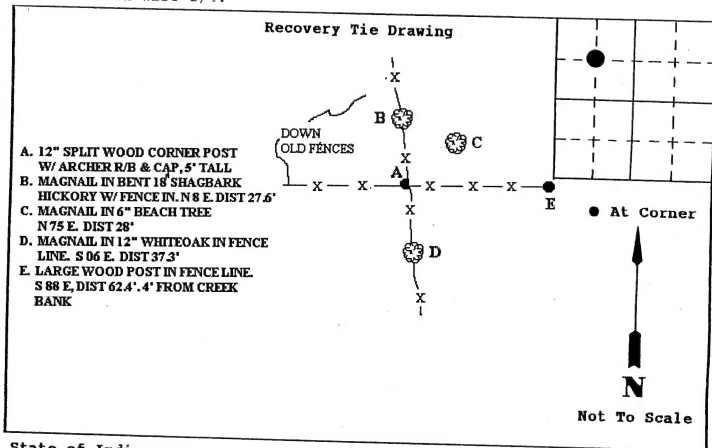 Recovery Tie Drawing
X
B
C
DOWN
OLD FENCES
X
A
X X X X X
E
X
D
X
A. 12" SPLIT WOOD CORNER POST
W/ ARCHER R/B & CAP, 5' TALL
B. MAGNAIL IN BENT 18" SHAGBARK
HICKORY W/ FENCE IN. N 8 E. DIST 27.6'
C. MAGNAIL IN 6" BEACH TREE
N 75 E. DIST 28'
D. MAGNAIL IN 12" WHITEOAK IN FENCE
LINE. S 06 E. DIST 37.3'
E. LARGE WOOD POST IN FENCE LINE.
S 88 E, DIST 62.4'. 4' FROM CREEK
BANK
At Corner
N
Not To Scale